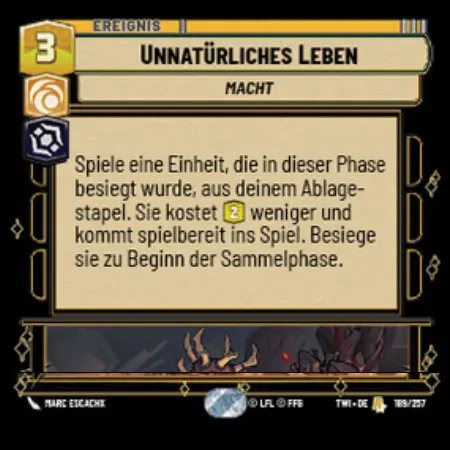 EREIGNIS
3
UNNATÜRLICHES LEBEN
MACHT
Spiele eine Einheit, die in dieser Phase
besiegt wurde, aus deinem Ablage-
stapel. Sie kostet 2 weniger und
kommt spielbereit ins Spiel. Besiege
sie zu Beginn der Sammelphase.
MARC ESCACHX © LFL ℗ FFG TWI • DE 189/257